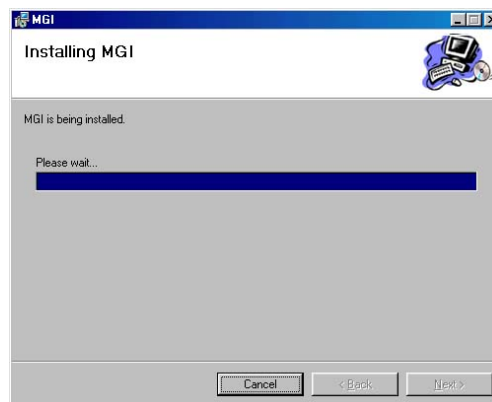 MGI
Installing MGI
MGI is being installed.
Please wait...
Cancel
< Back
Next >